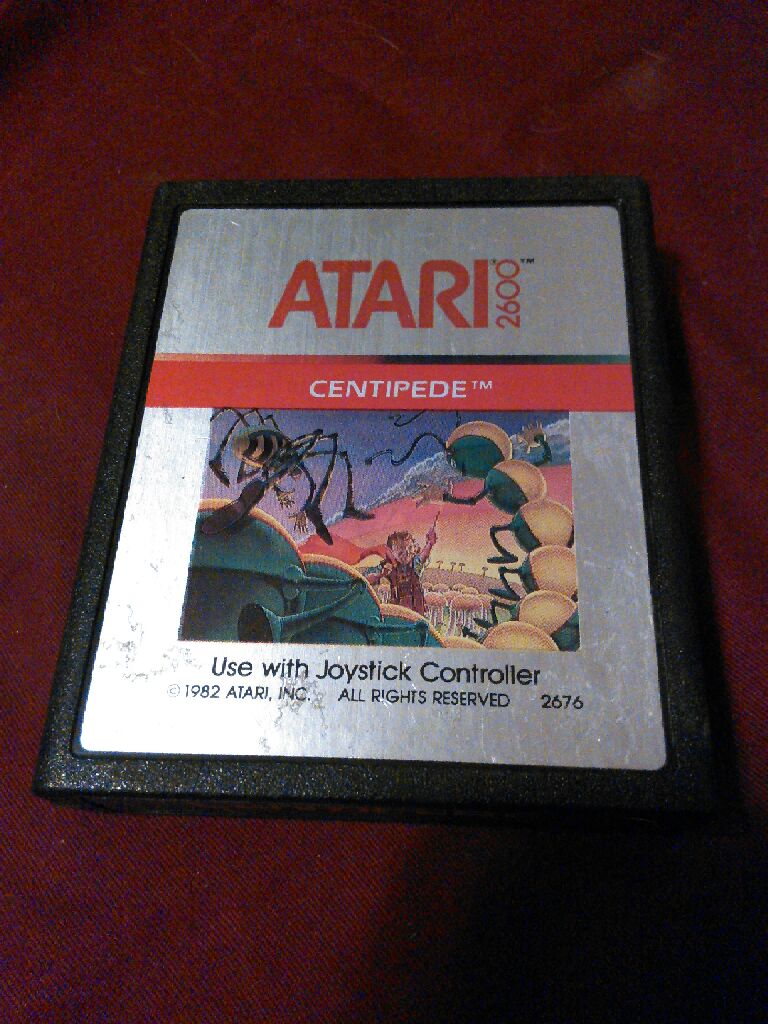 ATARI® 2600™
CENTIPEDE™
Use with Joystick Controller
© 1982 ATARI, INC. ALL RIGHTS RESERVED 2676